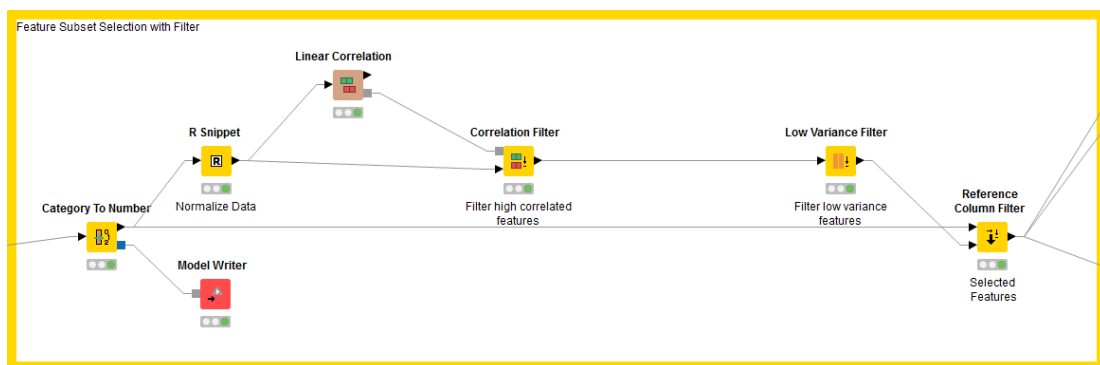 Feature Subset Selection with Filter
Linear Correlation
R Snippet
R
Normalize Data
Correlation Filter
Filter high correlated
features
Low Variance Filter
Filter low variance
features
Category To Number
Model Writer
Reference
Column Filter
Selected
Features